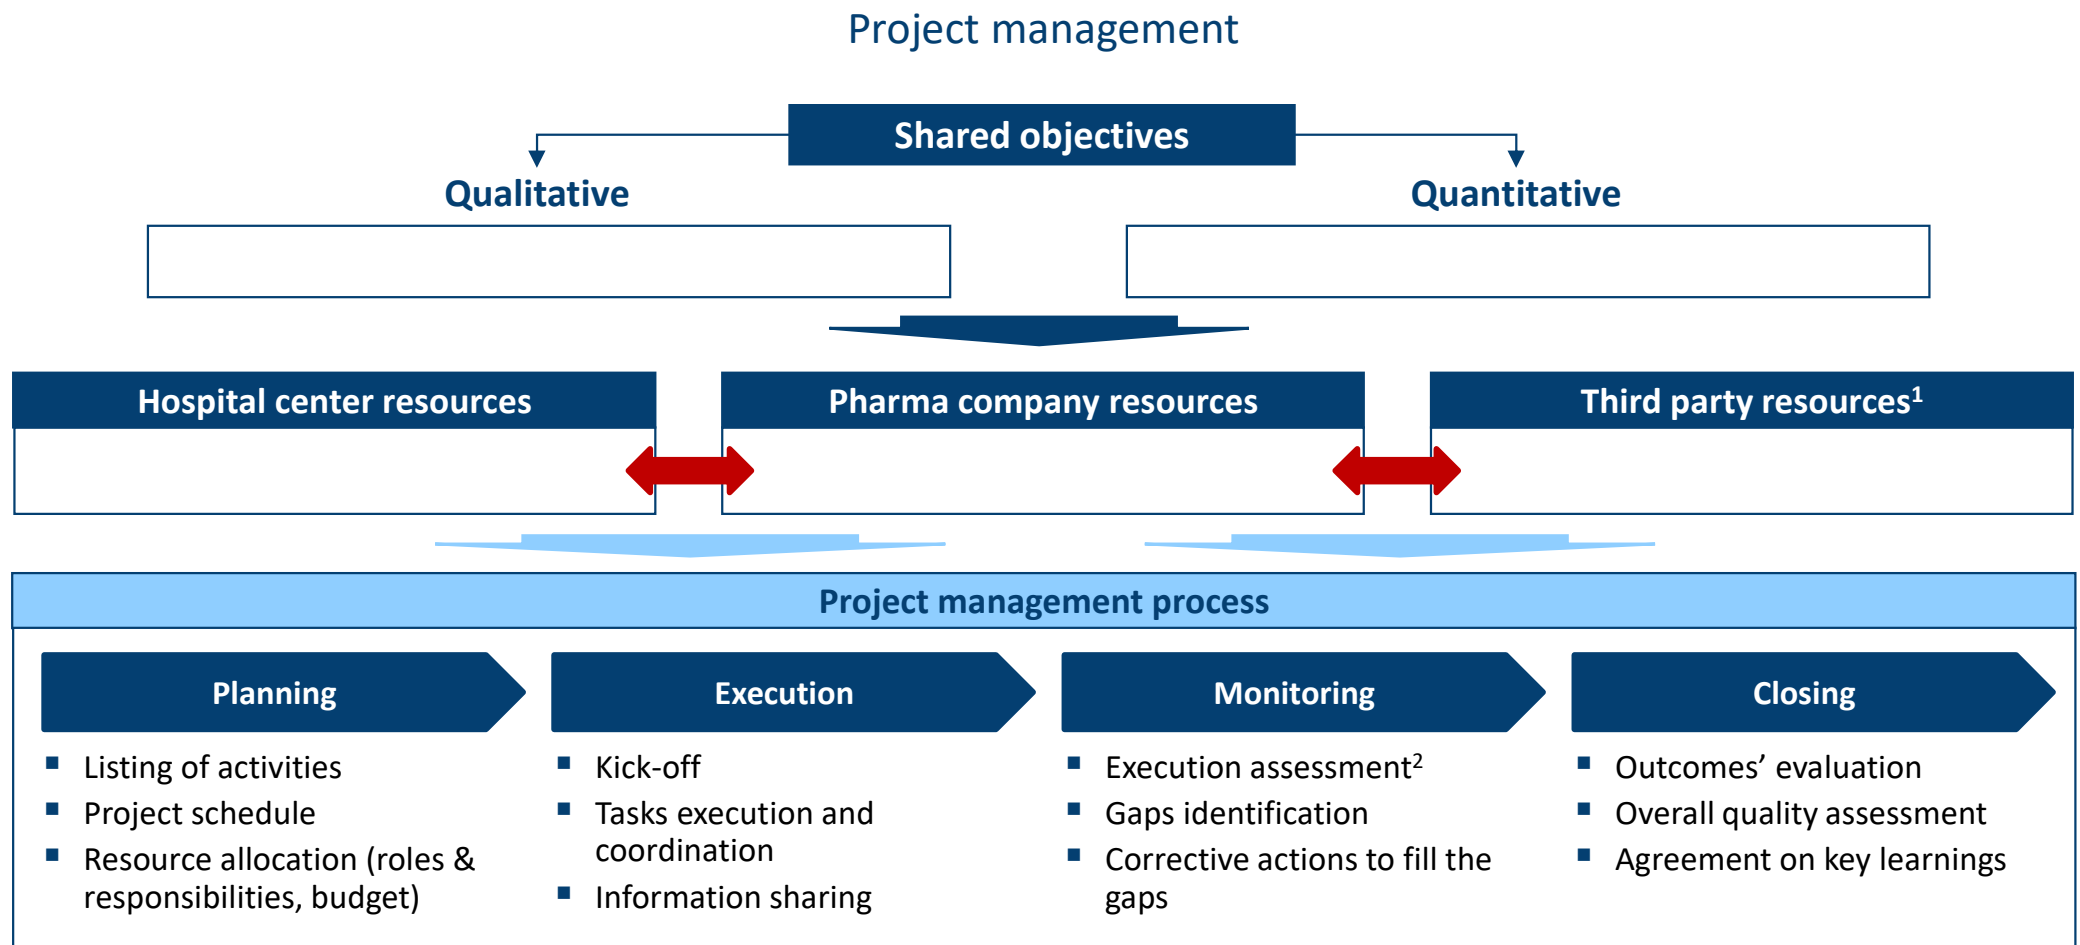 Project management
Shared objectives
Qualitative
Quantitative
Hospital center resources
Pharma company resources
Third party resources¹
Project management process
Planning
Execution
Monitoring
Closing
▪ Listing of activities
▪ Project schedule
▪ Resource allocation (roles &
responsibilities, budget)
▪ Kick-off
▪ Tasks execution and
coordination
▪ Information sharing
▪ Execution assessment²
▪ Gaps identification
▪ Corrective actions to fill the
gaps
▪ Outcomes’ evaluation
▪ Overall quality assessment
▪ Agreement on key learnings